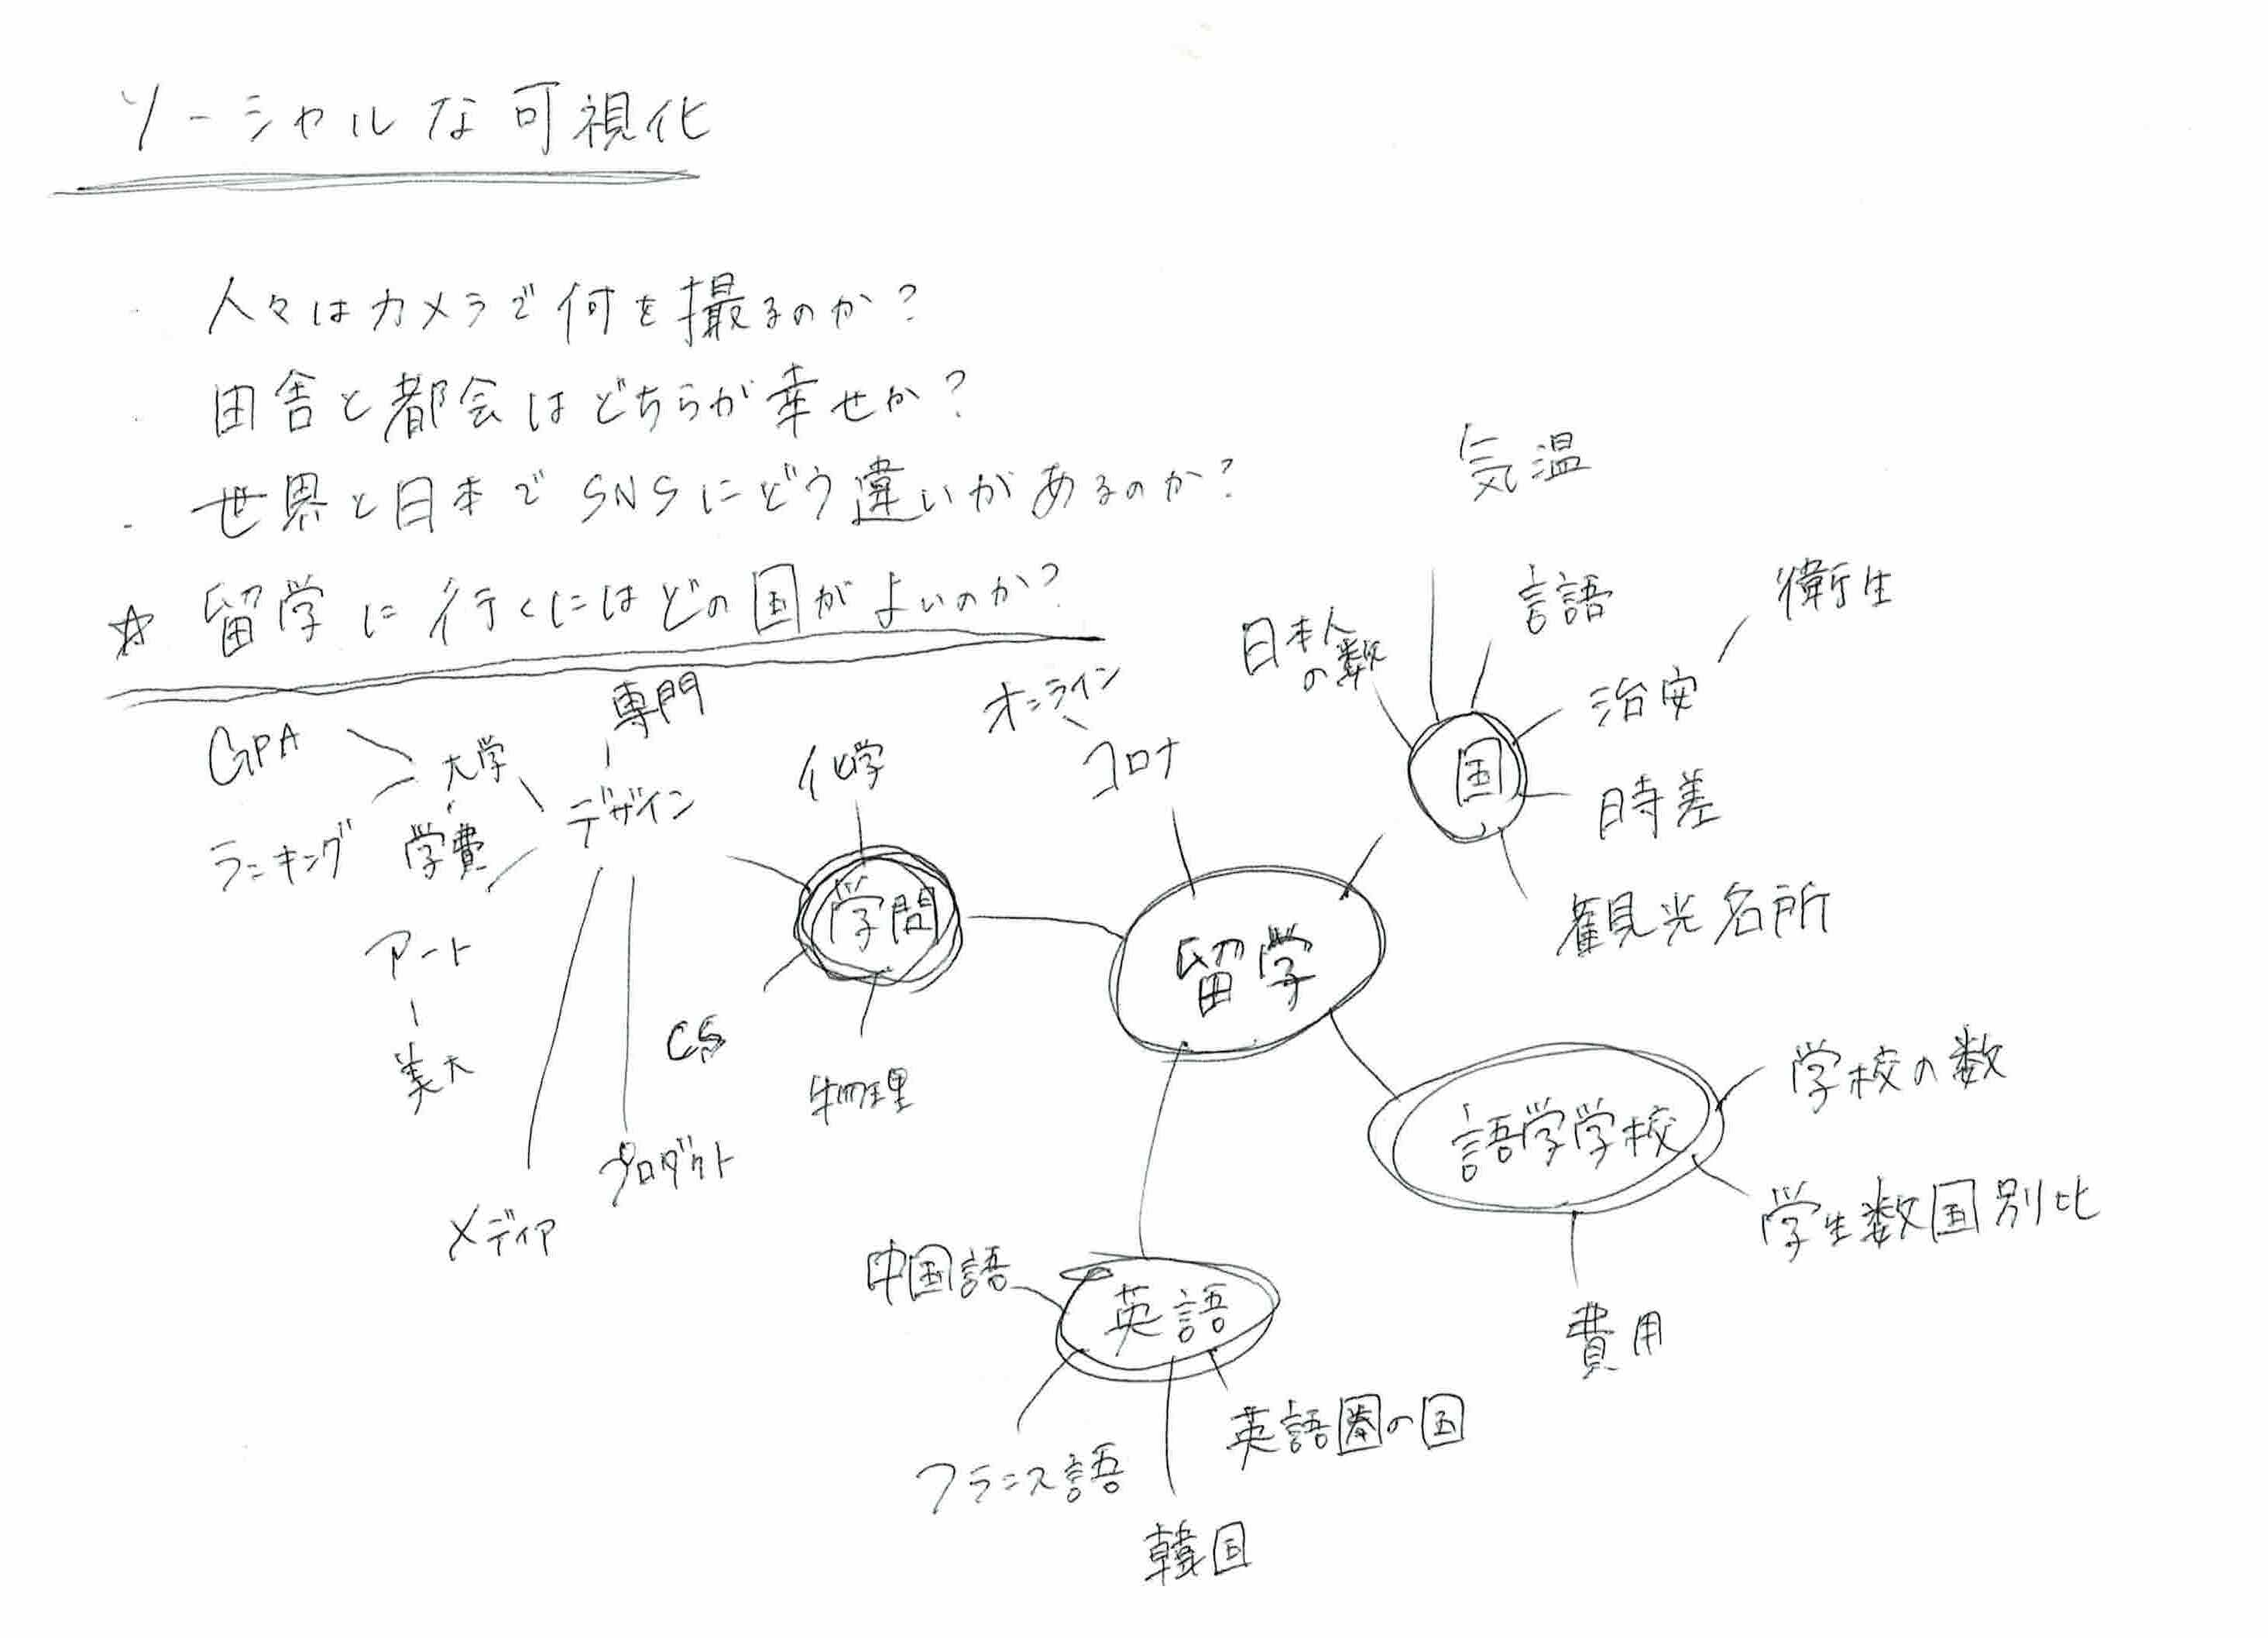 ソーシャルな可視化
・人々はカメラで何を撮るのか？
・田舎と都会はどちらが幸せか？
・世界と日本でSNSにどう違いがあるのか？
☆留学に行くにはどの国がよいのか？
気温
言語
衛生
日本人
の数
治安
国
時差
観光名所
オンライン
コロナ
専門
GPA
大学
デザイン
化学
ランキング
学費
学問
留学
アート
美大
CS
物理
プロダクト
メディア
語学学校
学校の数
学生数国別比
費用
中国語
英語
英語圏の国
フランス語
韓国